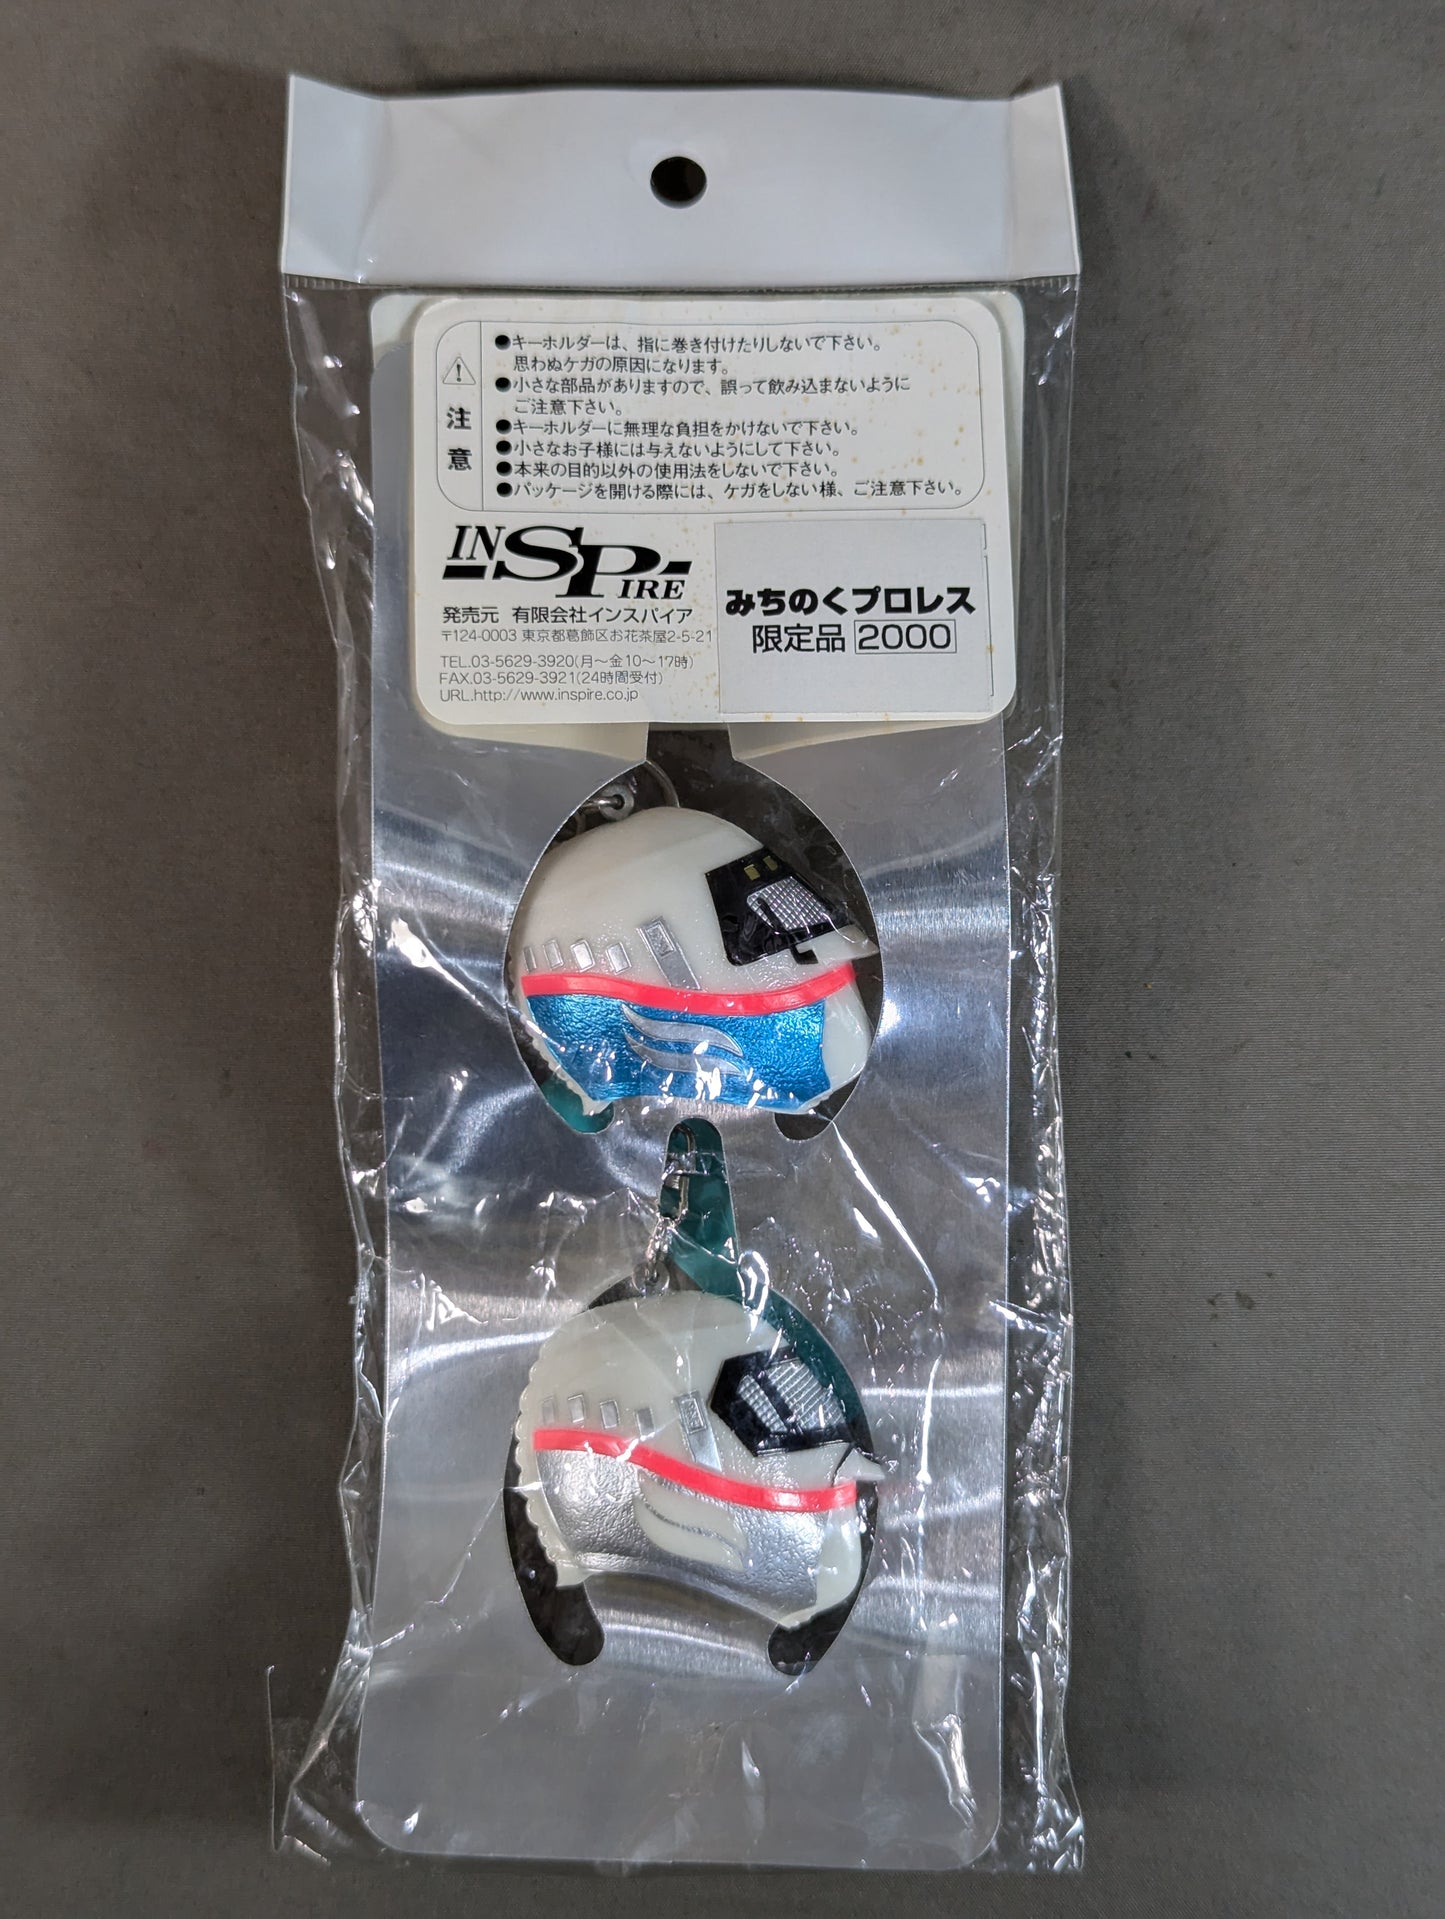 注意
●キーホルダーは、指に巻き付けたりしないで下さい。
思わぬケガの原因になります。
●小さな部品がありますので、誤って飲み込まないように
ご注意下さい。
●キーホルダーに無理な負担をかけないで下さい。
●小さなお子様には与えないようにして下さい。
●本来の目的以外の使用法をしないで下さい。
●パッケージを開ける際には、ケガをしない様、ご注意下さい。
INSPIRE
発売元 有限会社インスパイア
〒124-0003 東京都葛飾区お花茶屋2-5-21
TEL.03-5629-3920(月～金10～17時)
FAX.03-5629-3921(24時間受付)
URL.http://www.inspire.co.jp
みちのくプロレス
限定品 2000